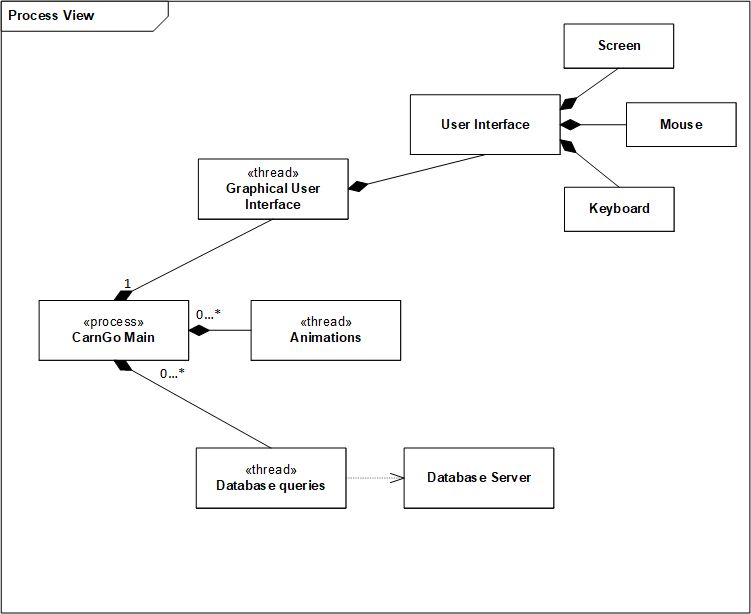 Process View
Screen
User Interface
Mouse
«thread»
Graphical User
Interface
Keyboard
1
«process»
CarnGo Main
0...*
«thread»
Animations
0...*
«thread»
Database queries
Database Server